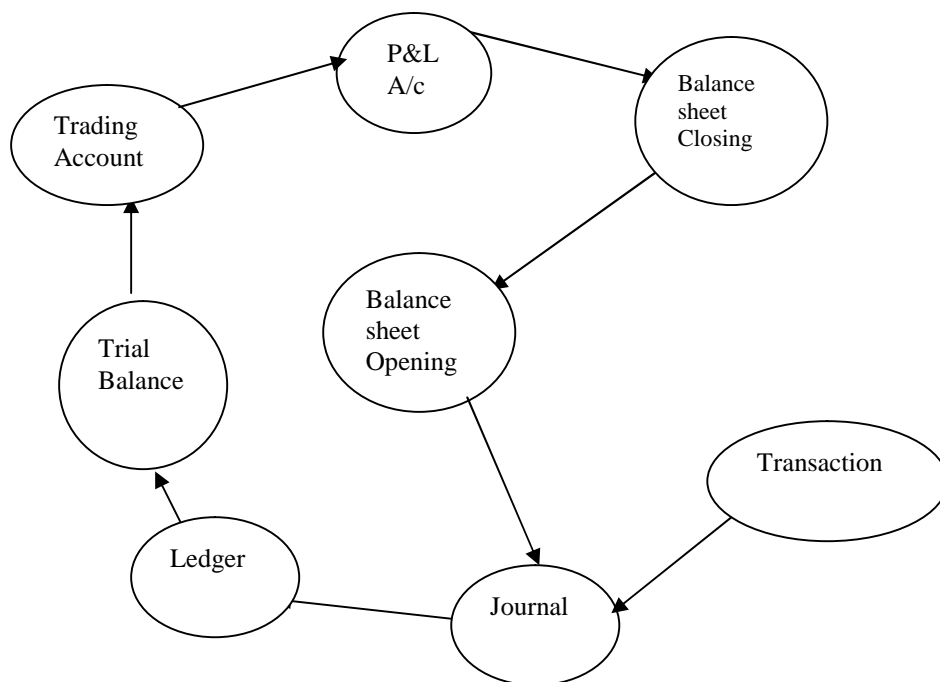 P&L
A/c
Balance
sheet
Closing
Trading
Account
Balance
sheet
Opening
Trial
Balance
Transaction
Ledger
Journal